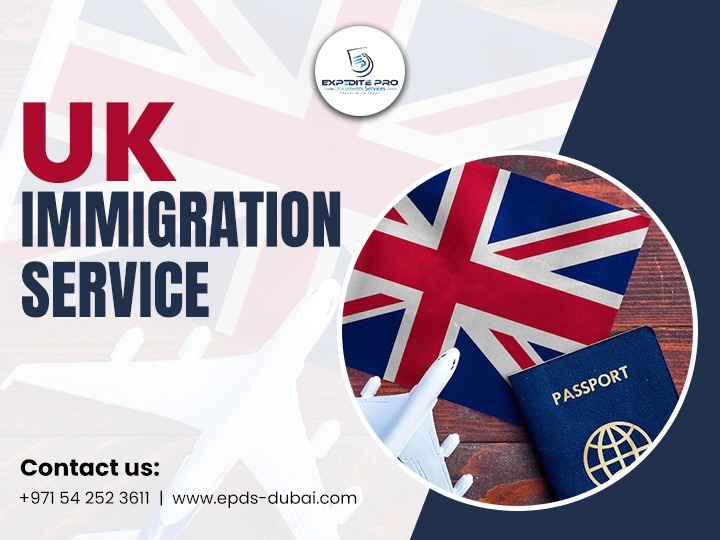 EXPEDITE PRO
Documents Services
UK
IMMIGRATION
SERVICE
PASSPORT
Contact us:
+971 54 252 3611 | www.epds-dubai.com